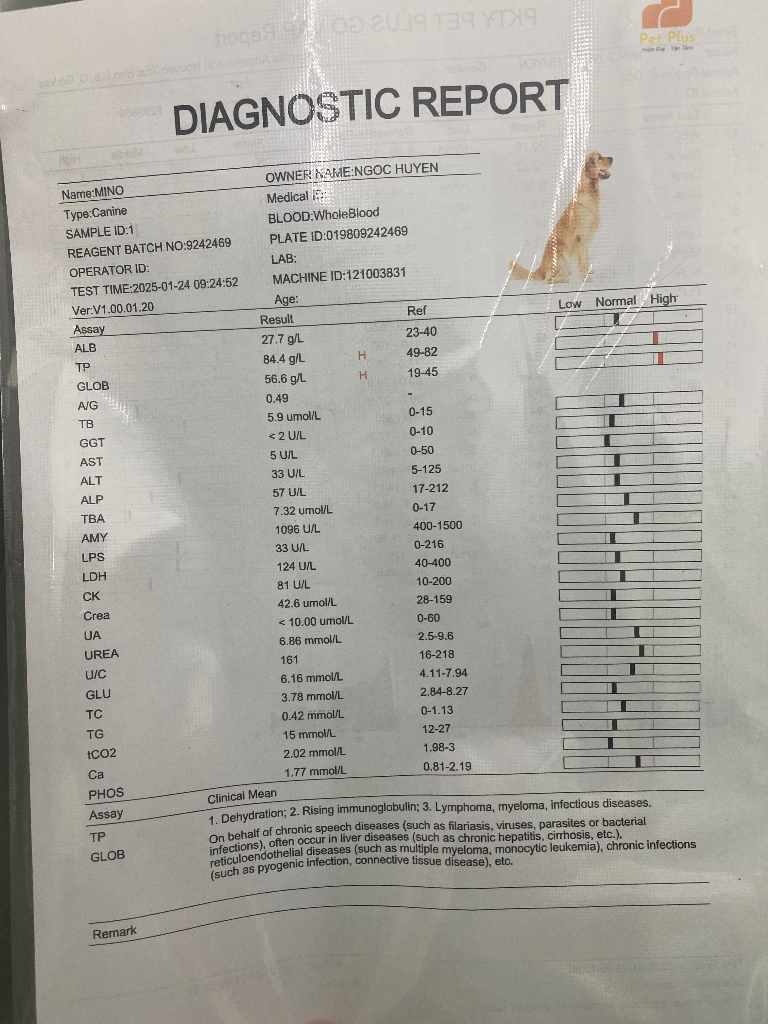 Pet Plus
DIAGNOSTIC REPORT
Name:MINO OWNER NAME:NGOC HUYEN
Type:Canine Medical ID:
SAMPLE ID:1 BLOOD:WholeBlood
REAGENT BATCH NO:9242469 PLATE ID:019809242469
OPERATOR ID: LAB:
TEST TIME:2025-01-24 09:24:52 MACHINE ID:121003831
Ver:V1.00.01.20 Age:
Assay Result Ref Low Normal High
ALB 27.7 g/L 23-40
TP 84.4 g/L H 49-82
GLOB 56.6 g/L H 19-45
A/G 0.49 -
TB 5.9 umol/L 0-15
GGT < 2 U/L 0-10
AST 5 U/L 0-50
ALT 33 U/L 5-125
ALP 57 U/L 17-212
TBA 7.32 umol/L 0-17
AMY 1096 U/L 400-1500
LPS 33 U/L 0-216
LDH 124 U/L 40-400
CK 81 U/L 10-200
Crea 42.6 umol/L 28-159
UA < 10.00 umol/L 0-60
UREA 6.86 mmol/L 2.5-9.6
U/C 161 16-218
GLU 6.16 mmol/L 4.11-7.94
TC 3.78 mmol/L 2.84-8.27
TG 0.42 mmol/L 0-1.13
tCO2 15 mmol/L 12-27
Ca 2.02 mmol/L 1.98-3
PHOS 1.77 mmol/L 0.81-2.19
Assay Clinical Mean
TP 1. Dehydration; 2. Rising immunoglobulin; 3. Lymphoma, myeloma, infectious diseases.
GLOB On behalf of chronic speech diseases (such as filariasis, viruses, parasites or bacterial
infections), often occur in liver diseases (such as chronic hepatitis, cirrhosis, etc.),
reticuloendothelial diseases (such as multiple myeloma, monocytic leukemia), chronic infections
(such as pyogenic infection, connective tissue disease), etc.
Remark